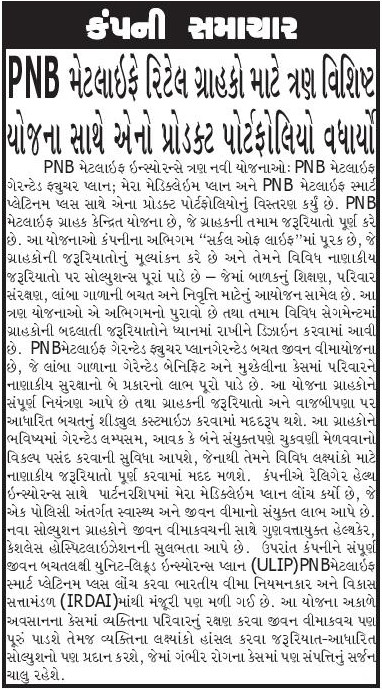 કંપની સમાચાર
PNB મેટલાઇફે રિટેલ ગ્રાહકો માટે ત્રણ વિશિષ્ટ
યોજના સાથે એનો પ્રોડક્ટ પોર્ટફોલિયો વધાર્યો
PNB મેટલાઇફ ઇન્સ્યોરન્સે ત્રણ નવી યોજનાઓઃ PNB મેટલાઇફ
ગેરન્ટેડ ફ્યુચર પ્લાન; મેરા મેડિક્લેઇમ પ્લાન અને PNB મેટલાઇફ સ્માર્ટ
પ્લેટિનમ પ્લસ સાથે એના પ્રોડક્ટ પોર્ટફોલિયોનું વિસ્તરણ કર્યું છે. PNB
મેટલાઇફ ગ્રાહક કેન્દ્રિત યોજના છે, જે ગ્રાહકની તમામ જરૂરિયાતો પૂર્ણ કરે
છે. આ યોજનાઓ કંપનીના અભિગમ “સર્કલ ઓફ લાઇફ”માં પૂરક છે, જે
ગ્રાહકોની જરૂરિયાતોનું મૂલ્યાંકન કરે છે અને તેમને વિવિધ નાણાકીય
જરૂરિયાતો પર સોલ્યુશન્સ પૂરાં પાડે છે – જેમાં બાળકનું શિક્ષણ, પરિવાર
સંરક્ષણ, લાંબા ગાળાની બચત અને નિવૃત્તિ માટેનું આયોજન સામેલ છે. આ
ત્રણ યોજનાઓ એ અભિગમનો પુરાવો છે તથા તમામ વિવિધ સેગમેન્ટમાં
ગ્રાહકોની બદલાતી જરૂરિયાતોને ધ્યાનમાં રાખીને ડિઝાઇન કરવામાં આવી
છે. PNBમેટલાઇફ ગેરન્ટેડ ફ્યુચર પ્લાનગેરન્ટેડ બચત જીવન વીમાયોજના
છે, જે લાંબા ગાળાના ગેરંટેડ બેનિફિટ અને મુશ્કેલીના કેસમાં પરિવારને
નાણાકીય સુરક્ષાનો બે પ્રકારનો લાભ પૂરો પાડે છે. આ યોજના ગ્રાહકોને
સંપૂર્ણ નિયંત્રણ આપે છે તથા ગ્રાહકની જરૂરિયાતો અને વાજબીપણા પર
આધારિત બચતનું શીડ્યુલ કસ્ટમાઇઝ કરવામાં મદદરૂપ થશે. આ ગ્રાહકોને
ભવિષ્યમાં ગેરન્ટેડ લમ્પસમ, આવક કે બંને સંયુક્તપણે ચુકવણી મેળવવાનો
વિકલ્પ પસંદ કરવાની સુવિધા આપશે, જેનાથી તેમને વિવિધ લક્ષ્યાંકો માટે
નાણાકીય જરૂરિયાતો પૂર્ણ કરવામાં મદદ મળશે. કંપનીએ રેલિગેર હેલ્થ
ઇન્સ્યોરન્સ સાથે પાર્ટનરશિપમાં મેરા મેડિક્લેઇમ પ્લાન લોંચ કર્યો છે, જે
એક પોલિસી અંતર્ગત સ્વાસ્થ્ય અને જીવન વીમાનો સંયુક્ત લાભ આપે છે.
નવા સોલ્યુશન ગ્રાહકોને જીવન વીમાકવચની સાથે ગુણવત્તાયુક્ત હેલ્થકેર,
કેશલેસ હોસ્પિટલાઇઝેશનની સુલભતા આપે છે. ઉપરાંત કંપનીને સંપૂર્ણ
જીવન બચતલક્ષી યુનિટ-લિન્ક્ડ ઇન્સ્યોરન્સ પ્લાન (ULIP)PNBમેટલાઇફ
સ્માર્ટ પ્લેટિનમ પ્લસ લોંચ કરવા ભારતીય વીમા નિયમનકાર અને વિકાસ
સત્તામંડળ (IRDAI)માંથી મંજૂરી પણ મળી ગઈ છે. આ યોજના અકાળે
અવસાનના કેસમાં વ્યક્તિના પરિવારનું રક્ષણ કરવા જીવન વીમાકવચ પણ
પૂરું પાડશે તેમજ વ્યક્તિના લક્ષ્યાંકો હાંસલ કરવા જરૂરિયાત-આધારિત
સોલ્યુશનો પણ પ્રદાન કરશે, જેમાં ગંભીર રોગના કેસમાં પણ સંપત્તિનું સર્જન
ચાલુ રહેશે.